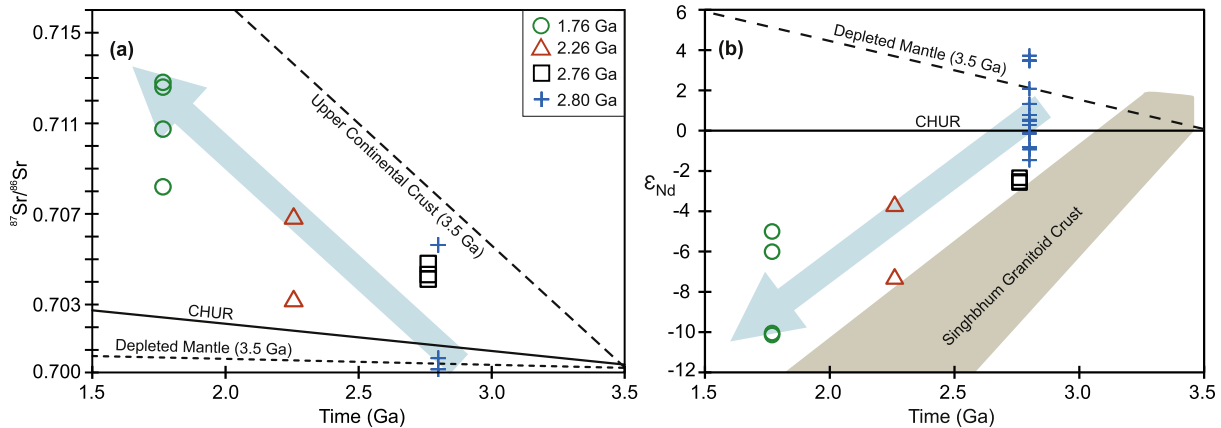 0.715
0.711
0.707
0.703
0.700
87Sr/86Sr
(a)
1.76 Ga
2.26 Ga
2.76 Ga
2.80 Ga
Upper Continental Crust (3.5 Ga)
CHUR
Depleted Mantle (3.5 Ga)
1.5 2.0 2.5 3.0 3.5
Time (Ga)
6
4
2
0
-2
-4
-6
-8
-10
-12
εNd
(b)
Depleted Mantle (3.5 Ga)
CHUR
Singhbhum Granitoid Crust
1.5 2.0 2.5 3.0 3.5
Time (Ga)